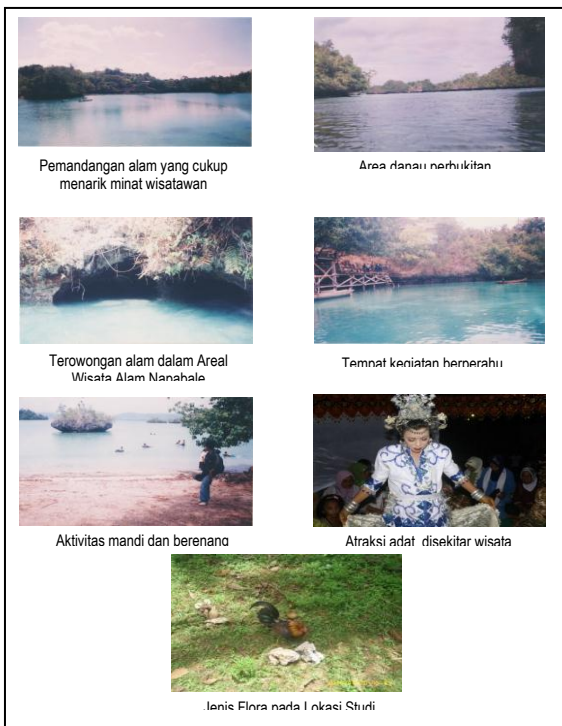 Pemandangan alam yang cukup
menarik minat wisatawan
Area danau perbukitan
Terowongan alam dalam Areal
Wisata Alam Napabale
Tempat kegiatan berperahu
Aktivitas mandi dan berenang
Atraksi adat disekitar wisata
Jenis Flora pada Lokasi Studi